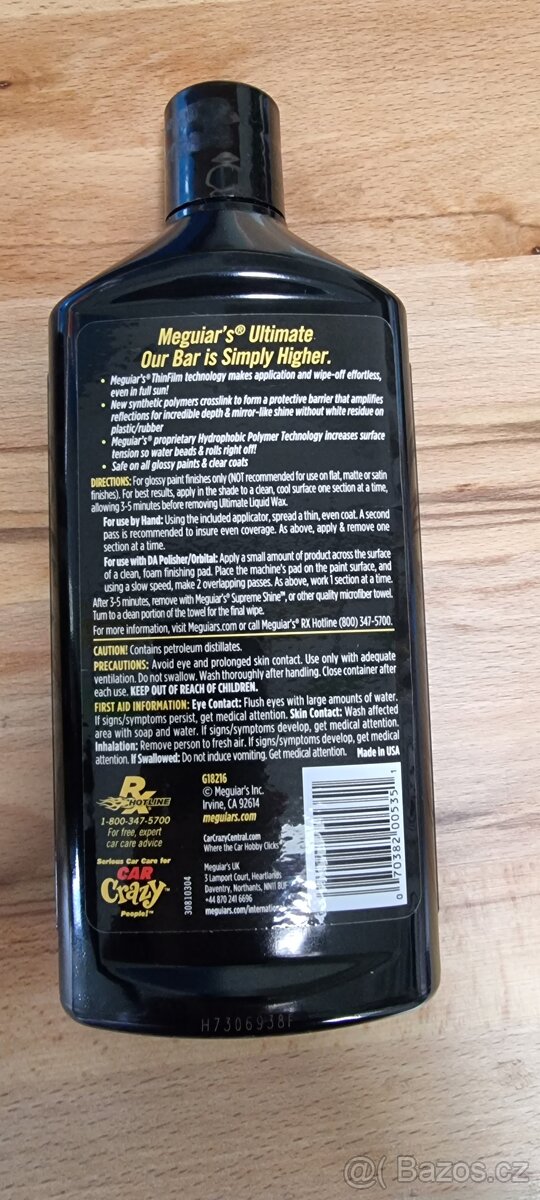 Meguiar's® Ultimate
Our Bar is Simply Higher.
• Meguiar's® ThinFilm technology makes application and wipe-off effortless,
even in full sun!
• New synthetic polymers crosslink to form a protective barrier that amplifies
reflections for incredible depth & mirror-like shine without white residue on
plastic/rubber
• Meguiar's® proprietary Hydrophobic Polymer Technology increases surface
tension so water beads & rolls right off!
• Safe on all glossy paints & clear coats
DIRECTIONS: For glossy paint finishes only (NOT recommended for use on flat, matte or satin
finishes). For best results, apply in the shade to a clean, cool surface one section at a time,
allowing 3-5 minutes before removing Ultimate Liquid Wax.
For use by Hand: Using the included applicator, spread a thin, even coat. A second
pass is recommended to insure even coverage. As above, apply & remove one
section at a time.
For use with DA Polisher/Orbital: Apply a small amount of product across the surface
of a clean, foam finishing pad. Place the machine's pad on the paint surface, and
using a slow speed, make 2 overlapping passes. As above, work 1 section at a time.
After 3-5 minutes, remove with Meguiar's® Supreme Shine™, or other quality microfiber towel.
Turn to a clean portion of the towel for the final wipe.
For more information, visit Meguiars.com or call Meguiar's® RX Hotline (800) 347-5700.
CAUTION! Contains petroleum distillates.
PRECAUTIONS: Avoid eye and prolonged skin contact. Use only with adequate
ventilation. Do not swallow. Wash thoroughly after handling. Close container after
each use. KEEP OUT OF REACH OF CHILDREN.
FIRST AID INFORMATION: Eye Contact: Flush eyes with large amounts of water.
If signs/symptoms persist, get medical attention. Skin Contact: Wash affected
area with soap and water. If signs/symptoms develop, get medical attention.
Inhalation: Remove person to fresh air. If signs/symptoms develop, get medical
attention. If Swallowed: Do not induce vomiting. Get medical attention. Made in USA
RX
HOTLINE
1-800-347-5700
For free, expert
car care advice
Serious Car Care for
CAR
Crazy™
People!™
30810304
G18216
© Meguiar's Inc.
Irvine, CA 92614
meguiars.com
CarCrazyCentral.com
Where the Car Hobby Clicks
Meguiar's UK
3 Lamport Court, Heartlands
Daventry, Northants, NN11 8UF
+44 870 241 6696
meguiars.com/internation
0 70382 00535 1
H7306938F
@( Bazos.cz